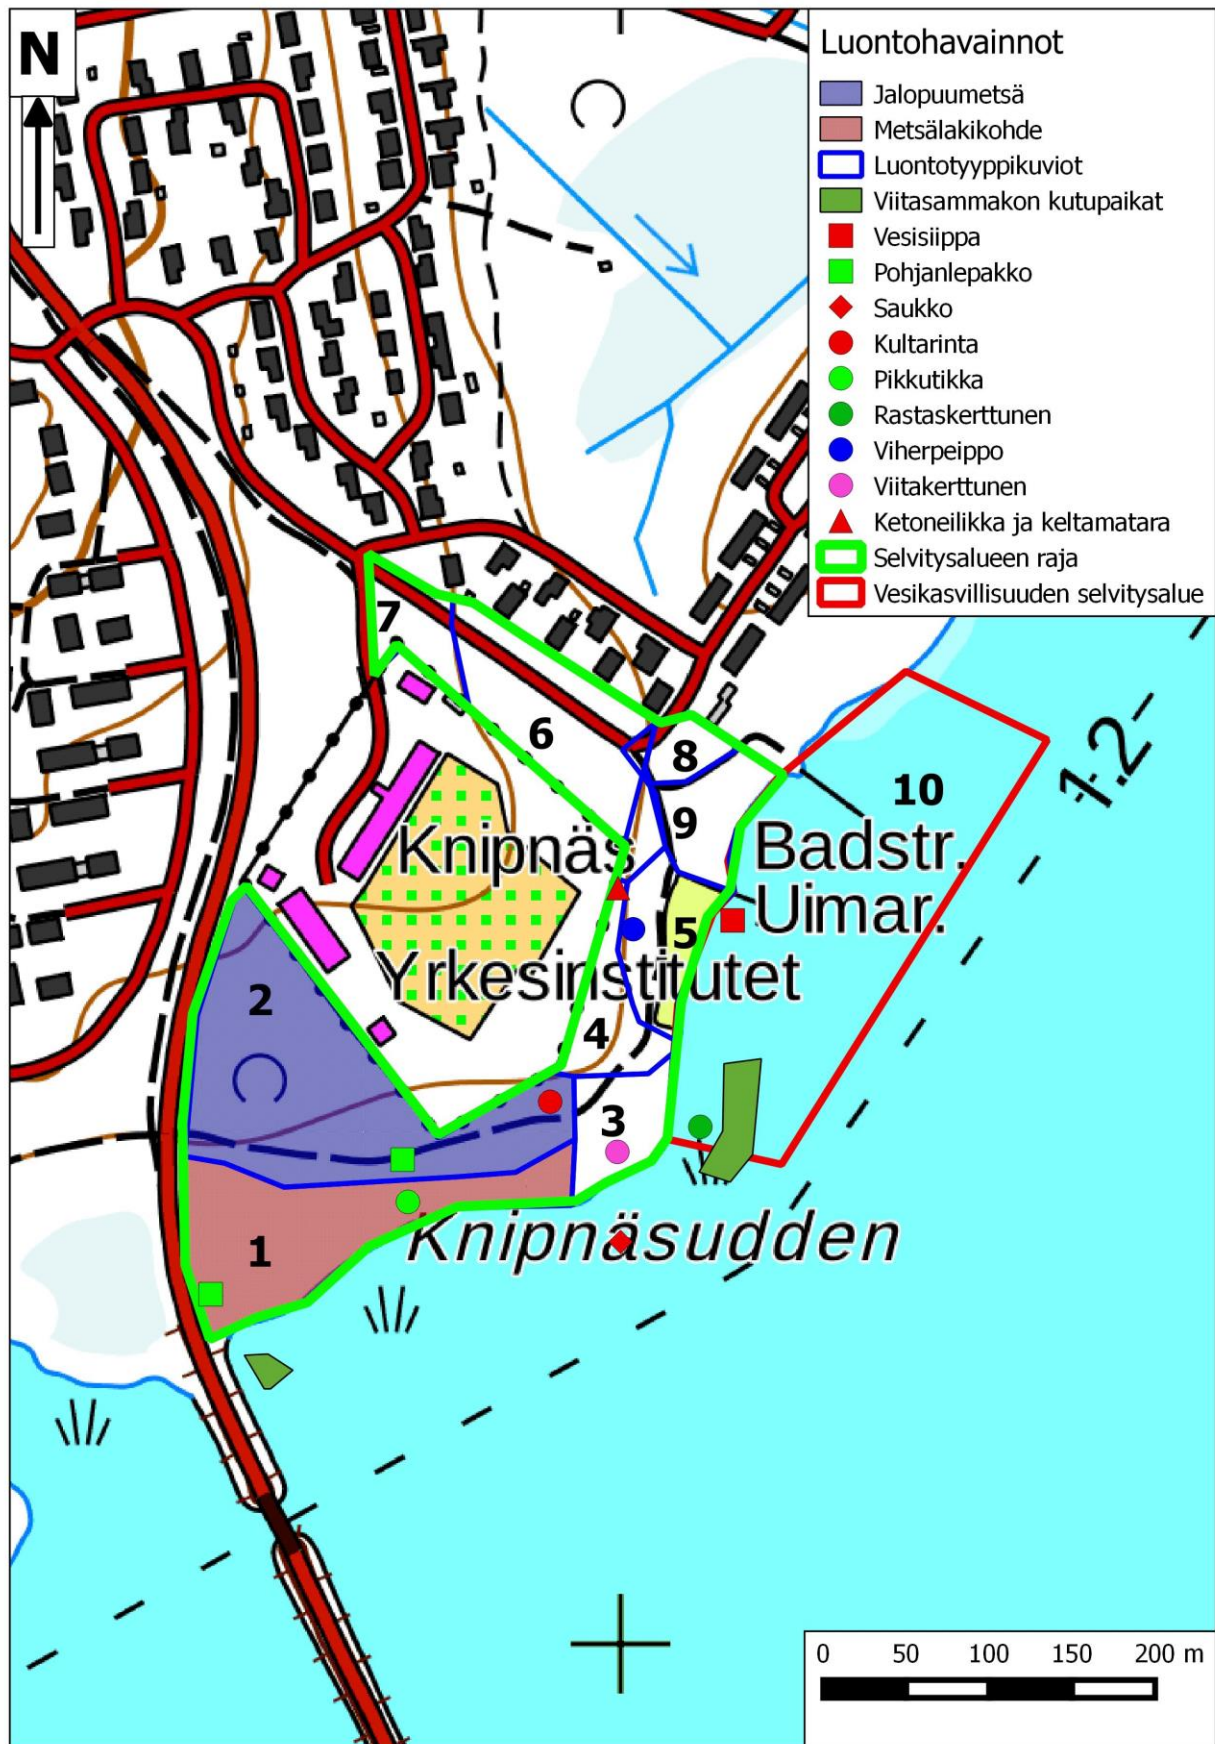 N
Luontohavainnot
Jalopuumetsä
Metsälakikohde
Luontotyyppikuviot
Viitasammakon kutupaikat
Vesisiippa
Pohjanlepakko
Saukko
Kultarinta
Pikkutikka
Rastaskerttunen
Viherpeippo
Viitakerttunen
Ketoneilikka ja keltamatara
Selvitysalueen raja
Vesikasvillisuuden selvitysalue
7
6
8
1.2
10
9
Knipnäs
Badstr.
Uimar.
5
Yrkesinstitutet
2
4
3
1
Knipnäsudden
0 50 100 150 200 m